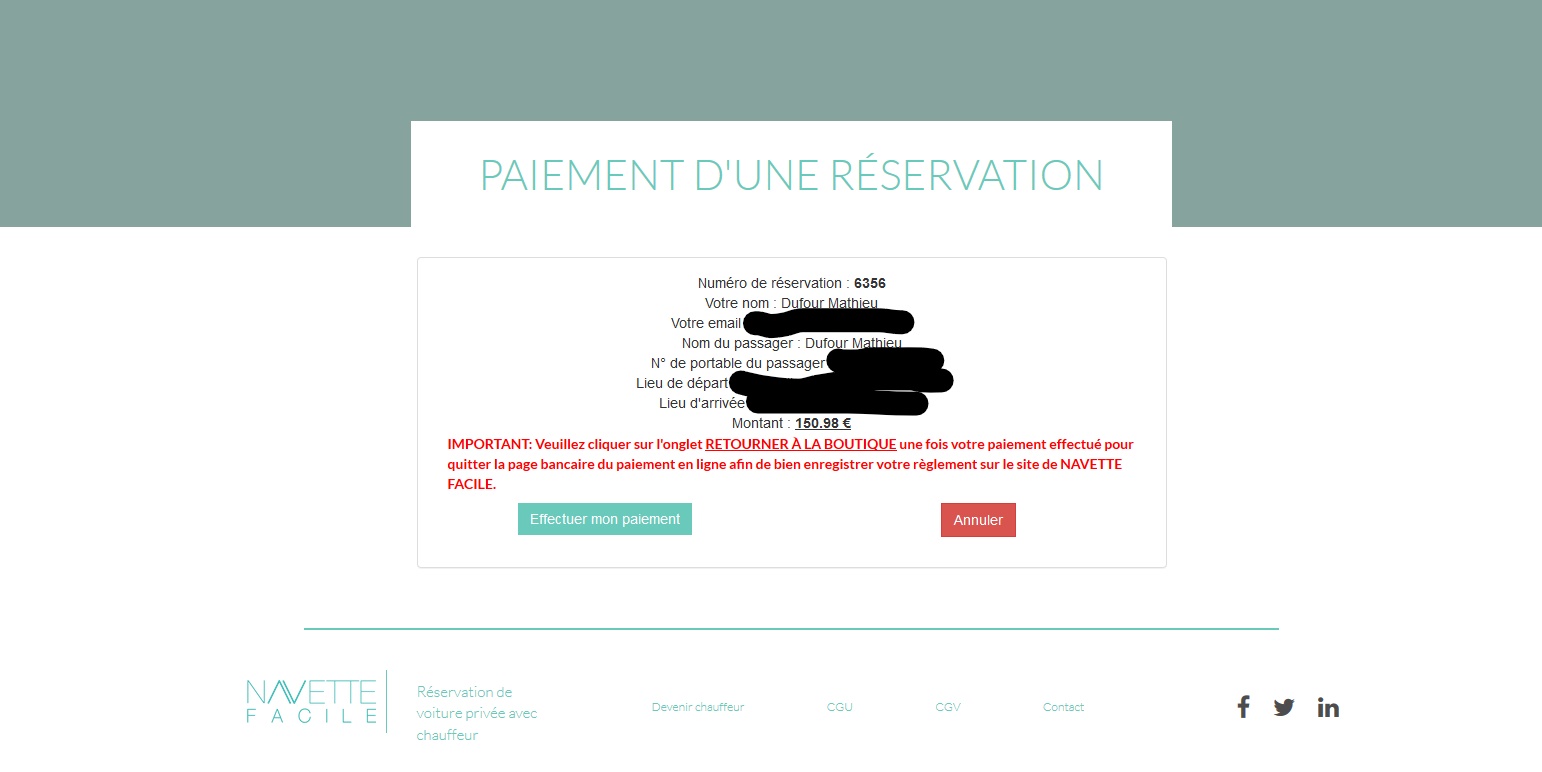 PAIEMENT D'UNE RÉSERVATION
Numéro de réservation : 6356
Votre nom : Dufour Mathieu
Votre email
Nom du passager : Dufour Mathieu
N° de portable du passager
Lieu de départ
Lieu d'arrivée
Montant : 150.98 €
IMPORTANT: Veuillez cliquer sur l'onglet RETOURNER À LA BOUTIQUE une fois votre paiement effectué pour
quitter la page bancaire du paiement en ligne afin de bien enregistrer votre règlement sur le site de NAVETTE
FACILE.
Effectuer mon paiement
Annuler
NAVETTE
FACILE
Réservation de
voiture privée avec
chauffeur
Devenir chauffeur
CGU
CGV
Contact